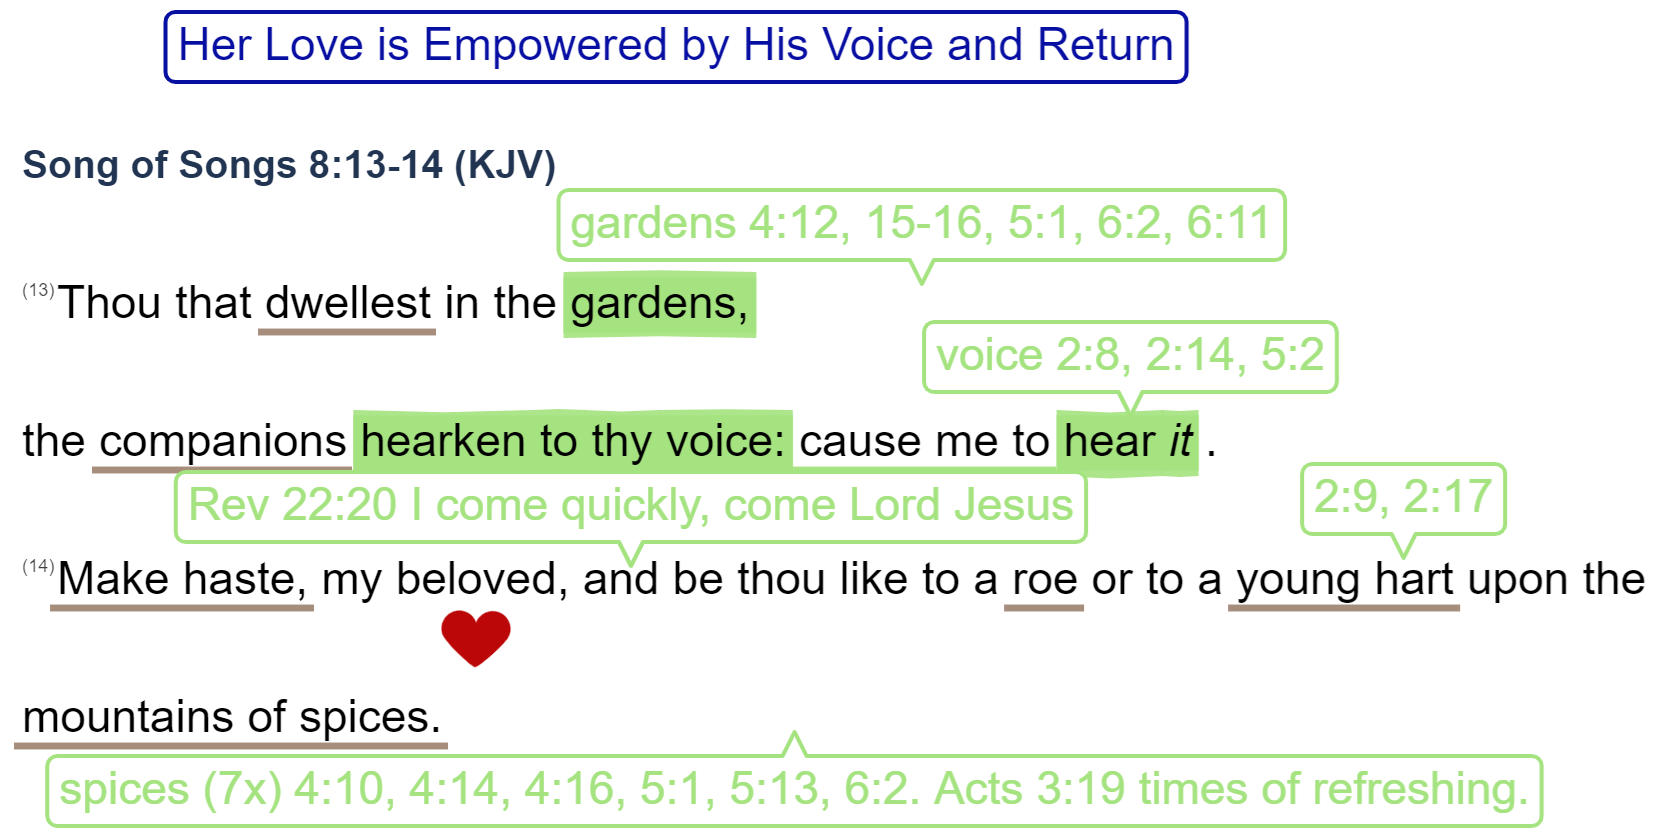 Her Love is Empowered by His Voice and Return
Song of Songs 8:13-14 (KJV)
gardens 4:12, 15-16, 5:1, 6:2, 6:11
(13)Thou that dwellest in the gardens,
voice 2:8, 2:14, 5:2
the companions hearken to thy voice: cause me to hear it .
Rev 22:20 I come quickly, come Lord Jesus
2:9, 2:17
(14)Make haste, my beloved, and be thou like to a roe or to a young hart upon the
mountains of spices.
spices (7x) 4:10, 4:14, 4:16, 5:1, 5:13, 6:2. Acts 3:19 times of refreshing.